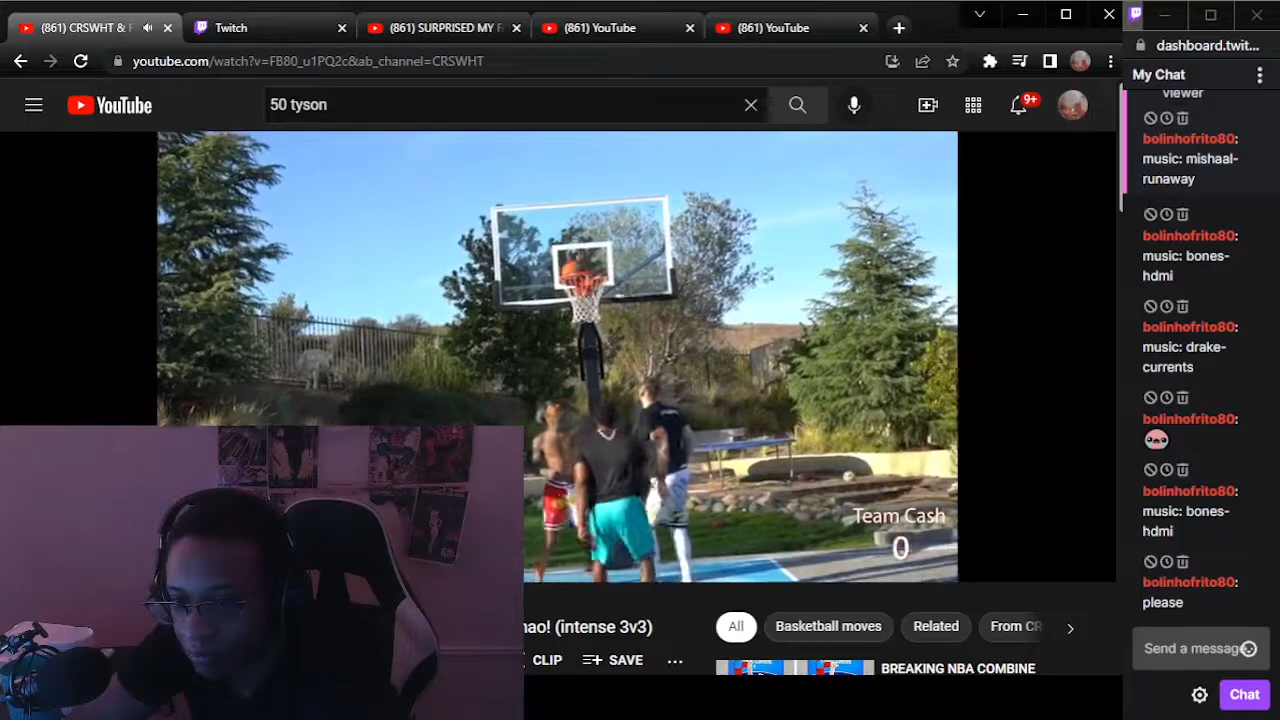 (861) CRSWHT & F
Twitch
(861) SURPRISED MY FA
(861) YouTube
(861) YouTube
youtube.com/watch?v=FB80_u1PQ2c&ab_channel=CRSWHT
YouTube
50 tyson
9+
Team Cash
0
nao! (intense 3v3)
CLIP
SAVE
All
Basketball moves
Related
From CR
BREAKING NBA COMBINE
dashboard.twit...
My Chat
viewer
bolinhofrito80:
music: mishaal-
runaway
bolinhofrito80:
music: bones-
hdmi
bolinhofrito80:
music: drake-
currents
bolinhofrito80:
bolinhofrito80:
music: bones-
hdmi
bolinhofrito80:
please
Send a message
Chat